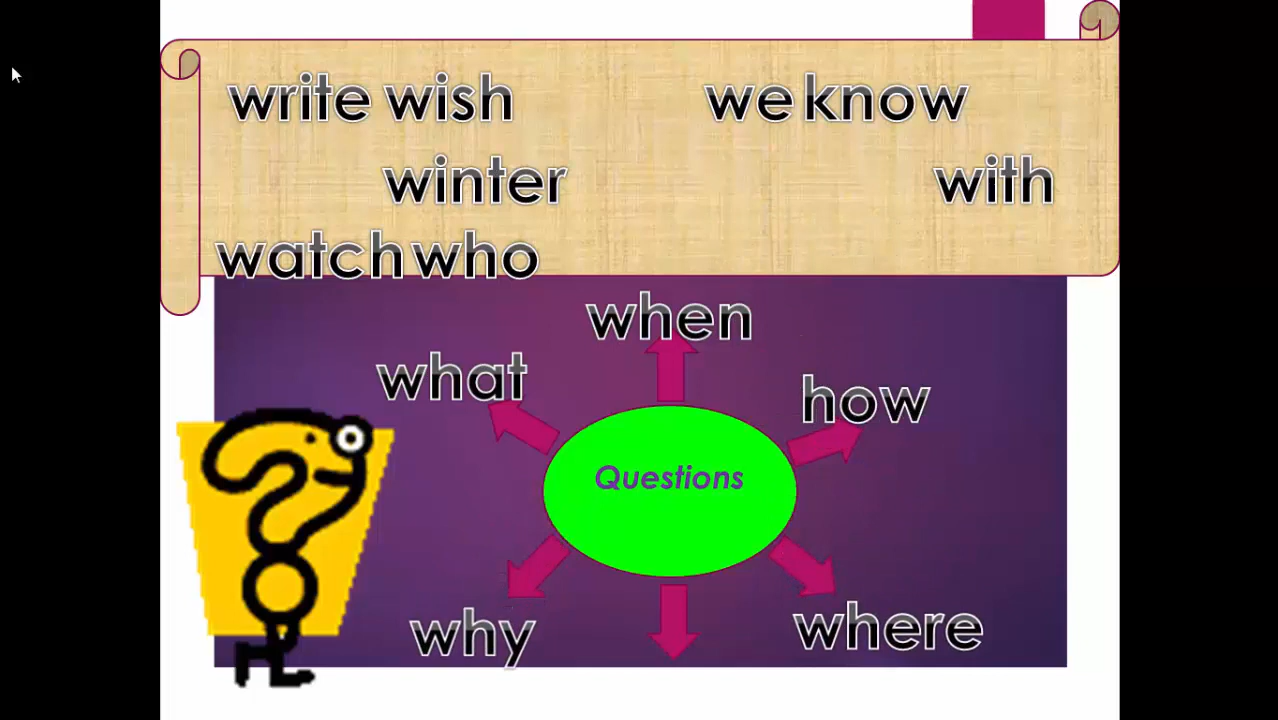 write wish we know
winter with
watch who
when
what
how
Questions
why
where